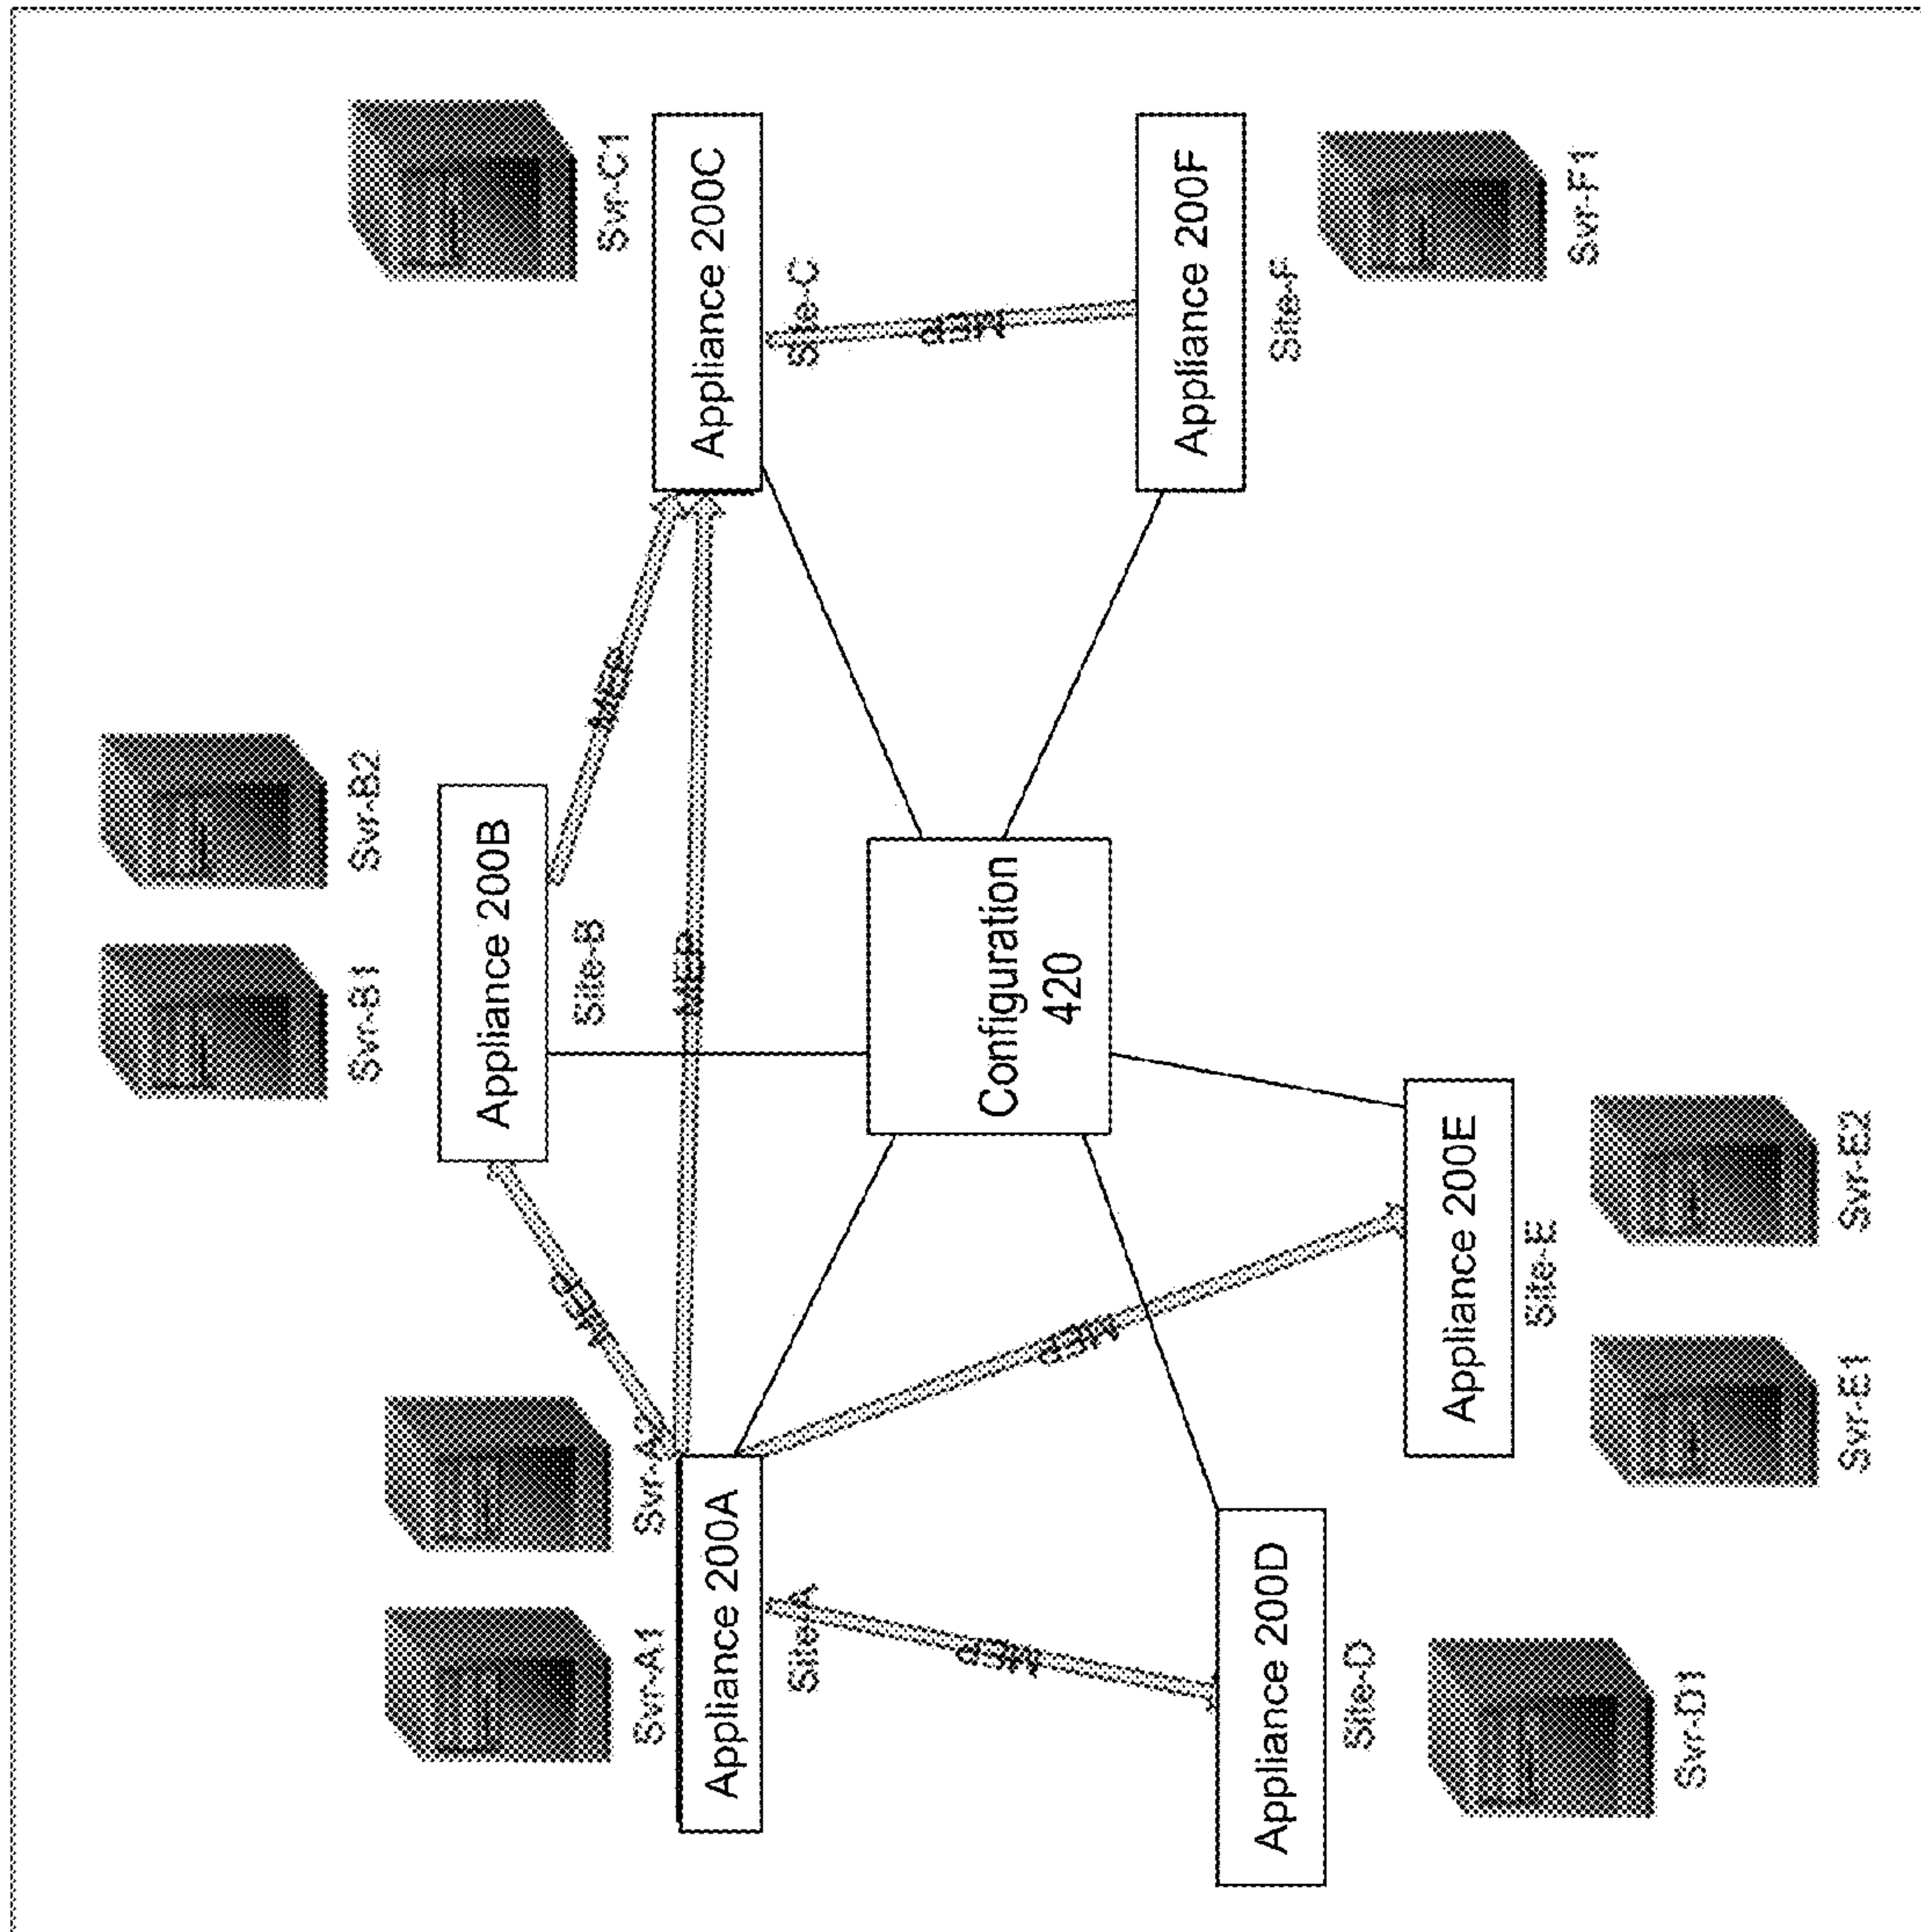 Svr-A1
Svr-A2
Svr-B1
Svr-B2
Svr-C1
Appliance 200A
Site-A
Appliance 200B
Site-B
Appliance 200C
Site-C
MEP
MEP
MEP
Configuration
420
MEP
MEP
MEP
Appliance 200D
Site-D
Svr-D1
Appliance 200E
Site-E
Svr-E1
Svr-E2
Appliance 200F
Site-F
Svr-F1